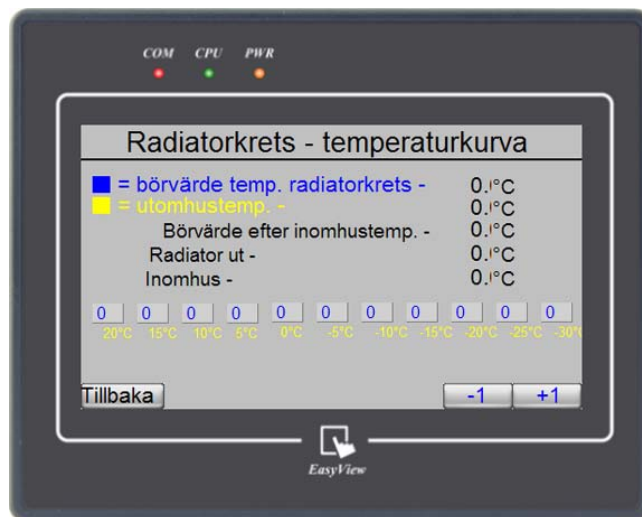 COM CPU PWR
Radiatorkrets - temperaturkurva
= börvärde temp. radiatorkrets - 0.°C
= utomhustemp. - 0.°C
Börvärde efter inomhustemp. - 0.°C
Radiator ut - 0.°C
Inomhus - 0.°C
0 0 0 0 0 0 0 0 0 0
20°C 15°C 10°C 5°C 0°C -5°C -10°C -15°C -20°C -25°C -30°C
Tillbaka -1 +1
EasyView